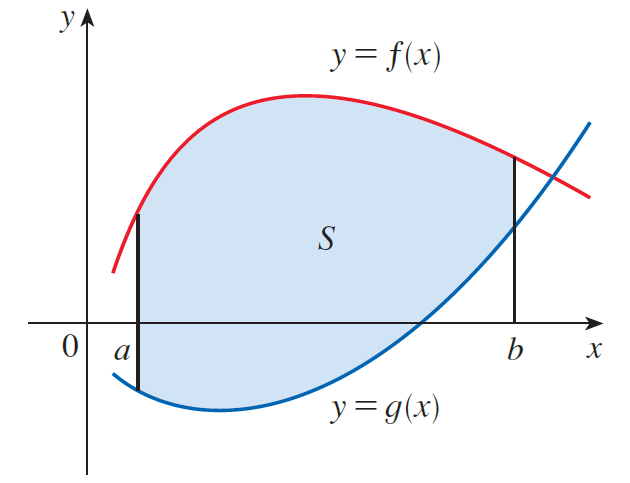 y
y = f(x)
S
0 a b x
y = g(x)